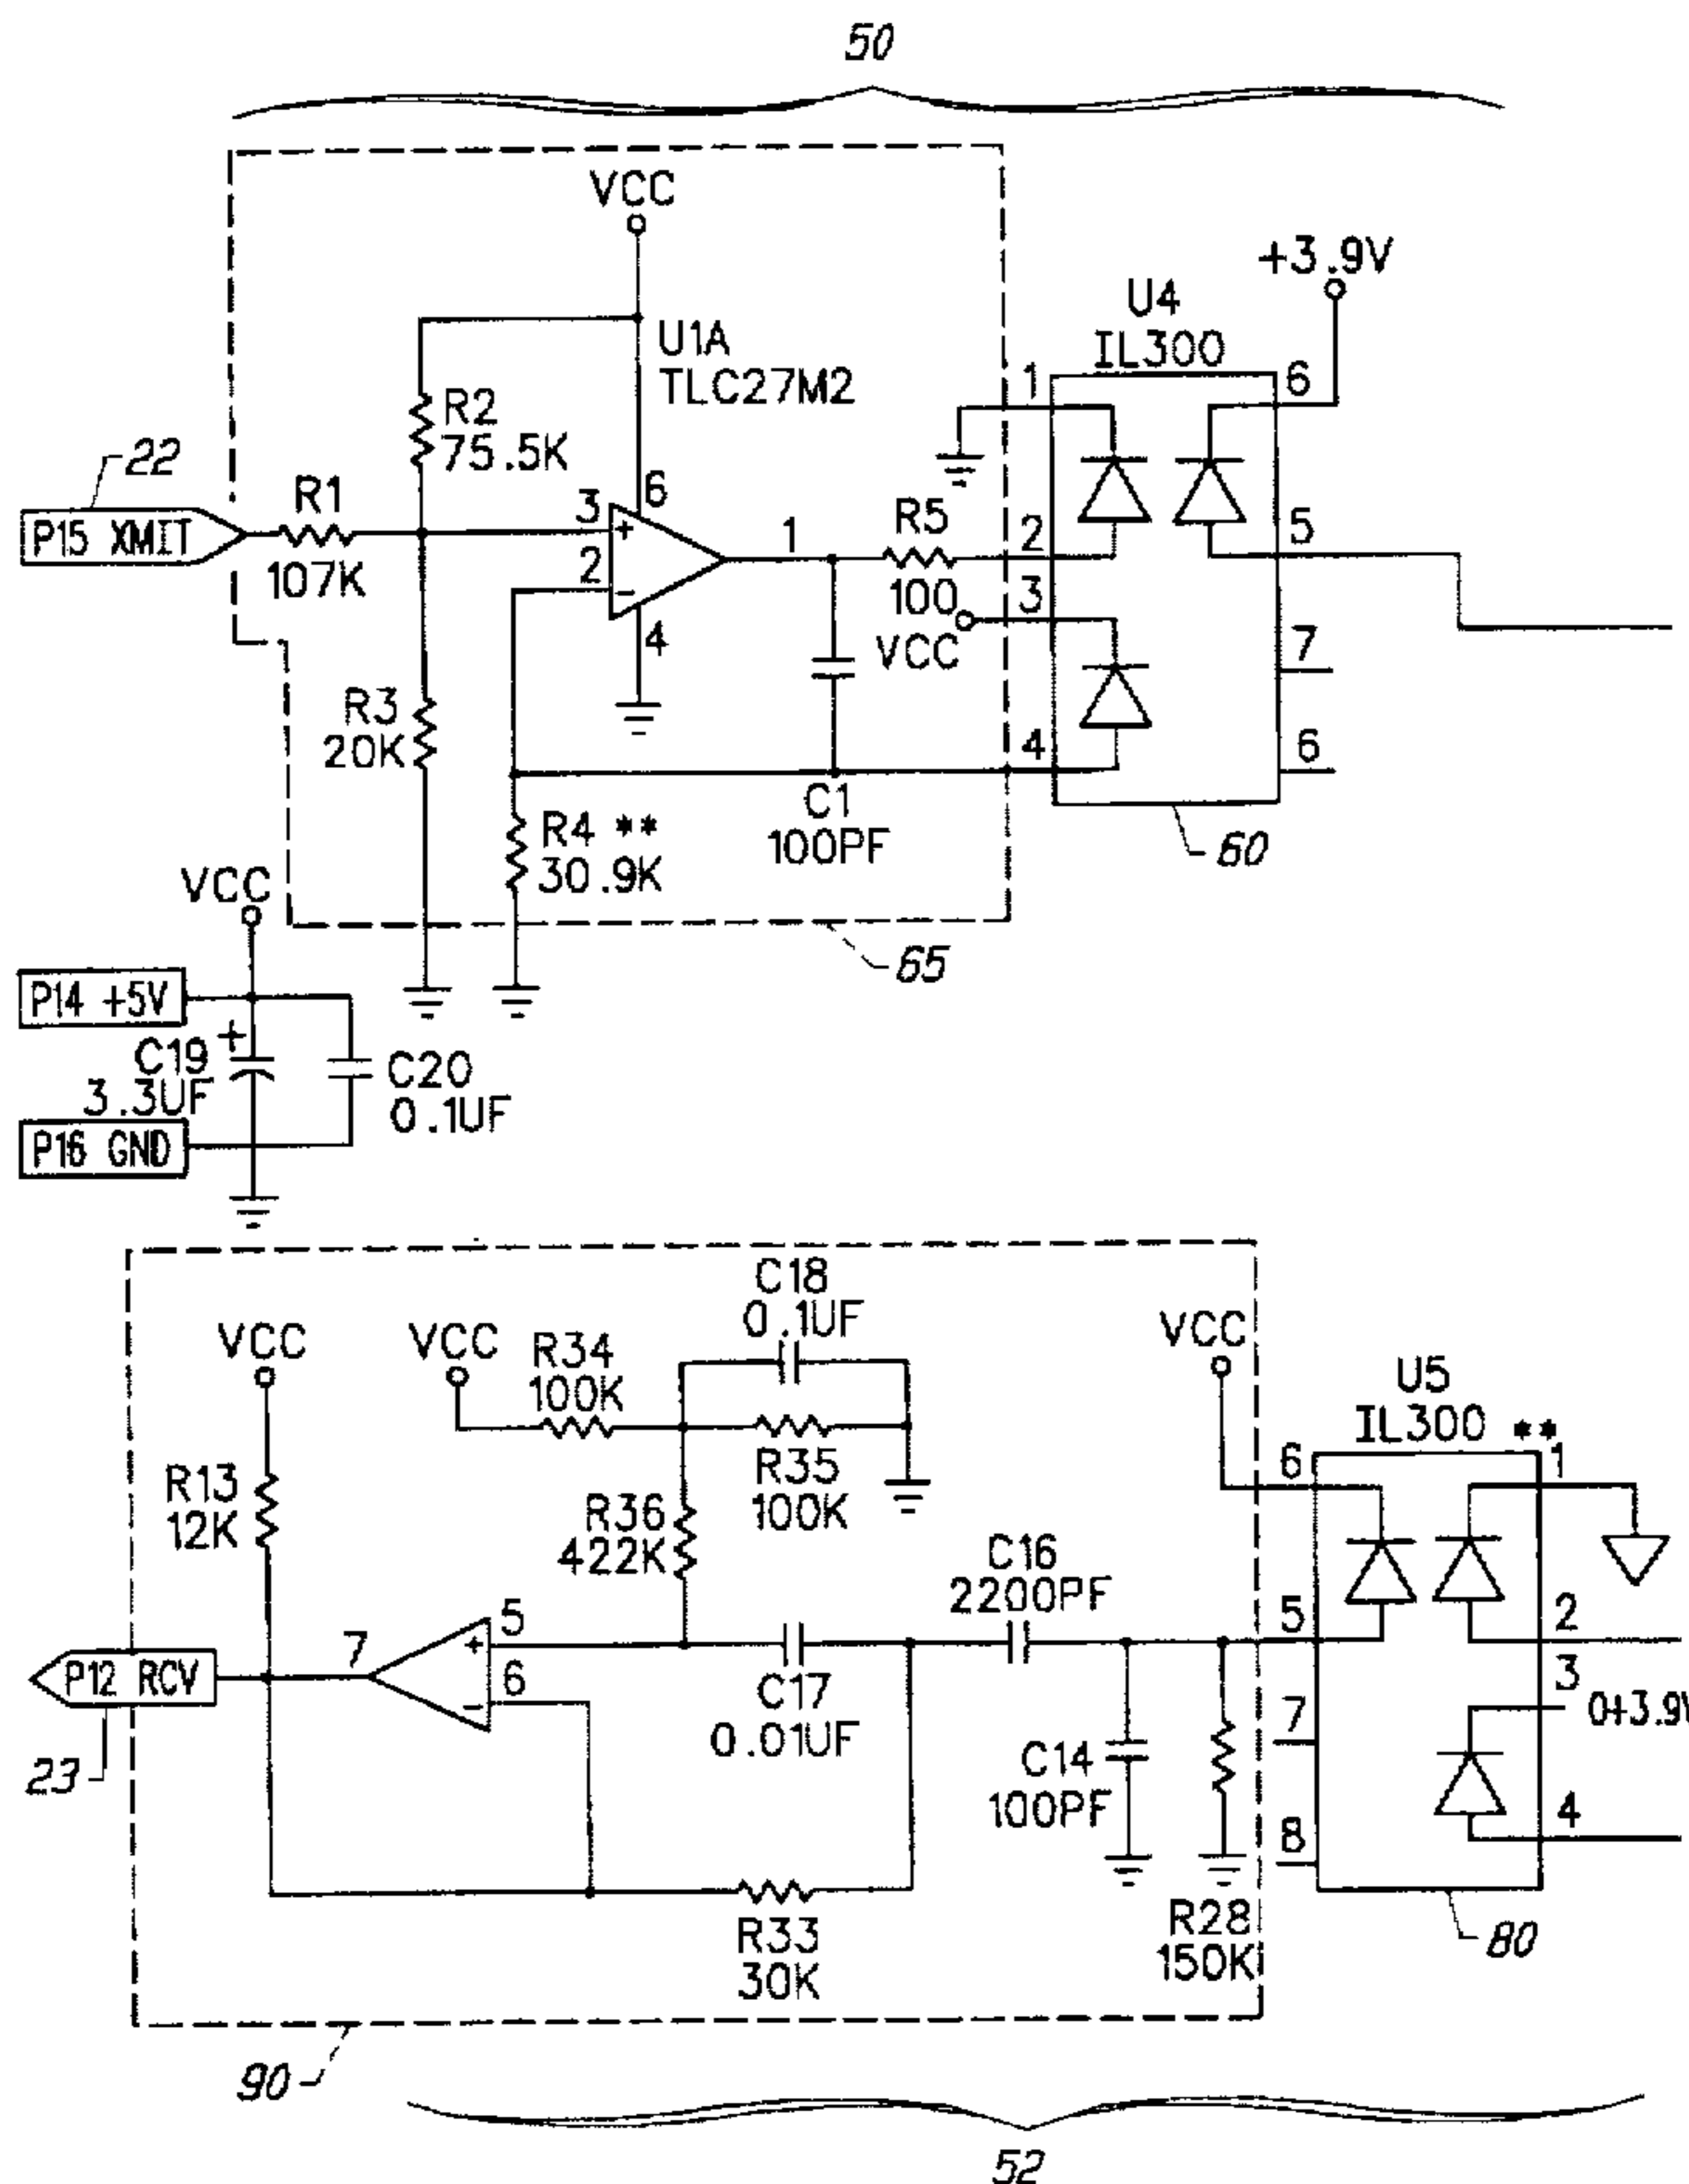 50
VCC
+3.9V
U1A
TLC27M2
U4
IL300
1
6
R2
75.5K
22
P15 XMIT
R1
107K
3
+
6
2
-
4
1
R5
100
2
3
VCC
5
7
R3
20K
4
6
C1
100PF
R4 **
30.9K
60
65
VCC
P14 +5V
+
C19
3.3UF
C20
0.1UF
P16 GND
C18
0.1UF
VCC
VCC
R34
100K
VCC
U5
IL300 **
R13
12K
R35
100K
6
1
R36
422K
C16
2200PF
5
2
7
5
+
6
-
P12 RCV
C17
0.01UF
3
0+3.9V
23
7
C14
100PF
4
8
R33
30K
R28
150K
80
90
52